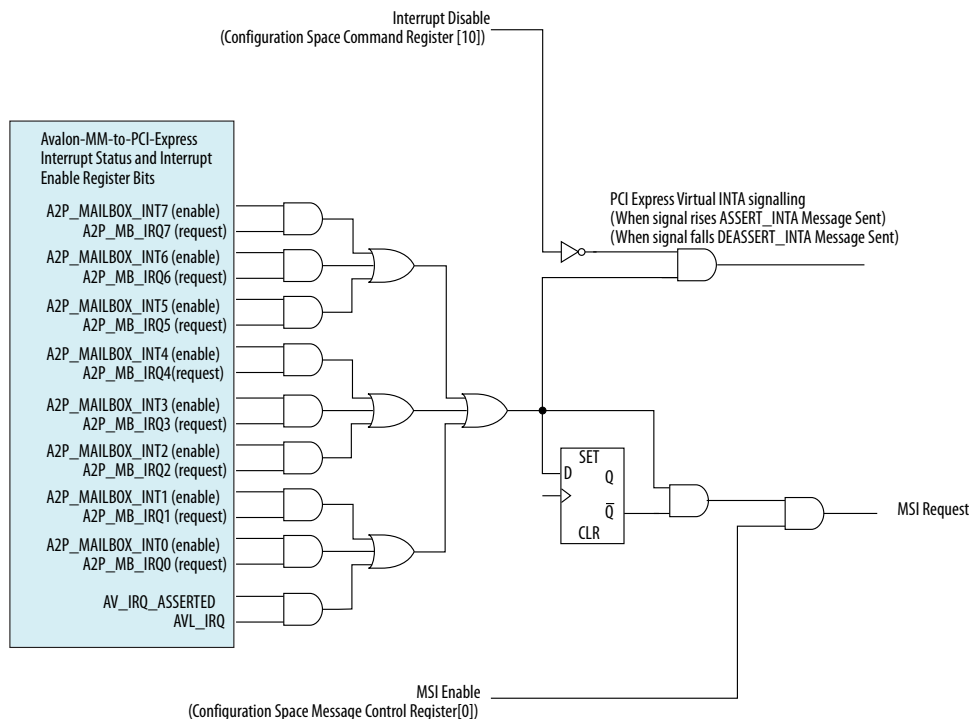 Interrupt Disable
(Configuration Space Command Register [10])
Avalon-MM-to-PCI-Express
Interrupt Status and Interrupt
Enable Register Bits
A2P_MAILBOX_INT7 (enable)
A2P_MB_IRQ7 (request)
A2P_MAILBOX_INT6 (enable)
A2P_MB_IRQ6 (request)
A2P_MAILBOX_INT5 (enable)
A2P_MB_IRQ5 (request)
A2P_MAILBOX_INT4 (enable)
A2P_MB_IRQ4(request)
A2P_MAILBOX_INT3 (enable)
A2P_MB_IRQ3 (request)
A2P_MAILBOX_INT2 (enable)
A2P_MB_IRQ2 (request)
A2P_MAILBOX_INT1 (enable)
A2P_MB_IRQ1 (request)
A2P_MAILBOX_INT0 (enable)
A2P_MB_IRQ0 (request)
AV_IRQ_ASSERTED
AVL_IRQ
PCI Express Virtual INTA signalling
(When signal rises ASSERT_INTA Message Sent)
(When signal falls DEASSERT_INTA Message Sent)
SET
D
Q
Q̅
CLR
MSI Request
MSI Enable
(Configuration Space Message Control Register[0])